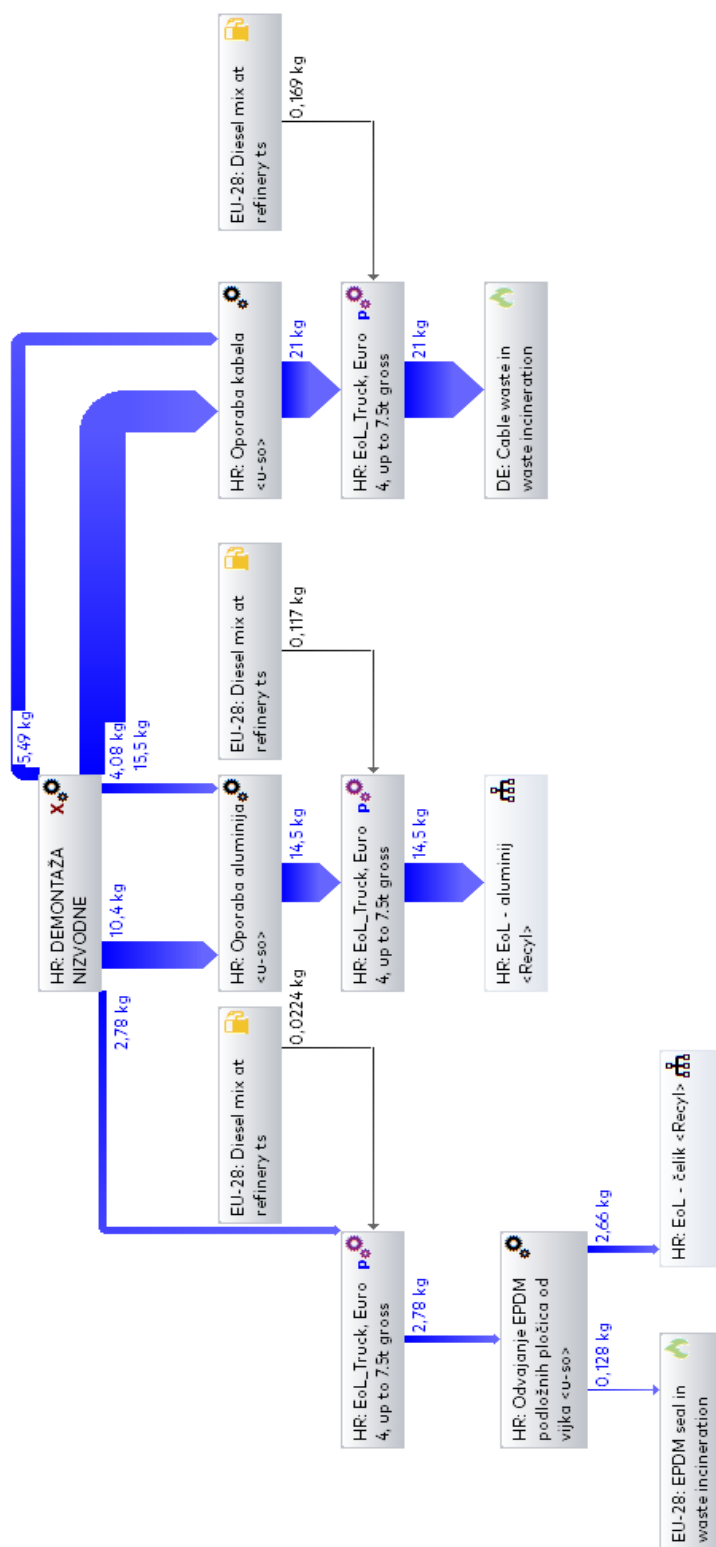 5,49 kg
HR: DEMONTAŽA
NIZVODNE
X
2,78 kg
10,4 kg
4,08 kg
15,5 kg
EU-28: Diesel mix at
refinery ts
0,0224 kg
HR: Oporaba aluminija
<u-so>
14,5 kg
EU-28: Diesel mix at
refinery ts
0,117 kg
HR: Oporaba kabela
<u-so>
21 kg
EU-28: Diesel mix at
refinery ts
0,169 kg
HR: EoL_Truck, Euro
4, up to 7.5t gross
p
2,78 kg
HR: EoL_Truck, Euro
4, up to 7.5t gross
p
14,5 kg
HR: EoL_Truck, Euro
4, up to 7.5t gross
p
21 kg
HR: Odvajanje EPDM
podložnih pločica od
vijka <u-so>
0,128 kg
2,66 kg
HR: EoL - aluminij
<Recyl>
DE: Cable waste in
waste incineration
EU-28: EPDM seal in
waste incineration
HR: EoL - čelik <Recyl>